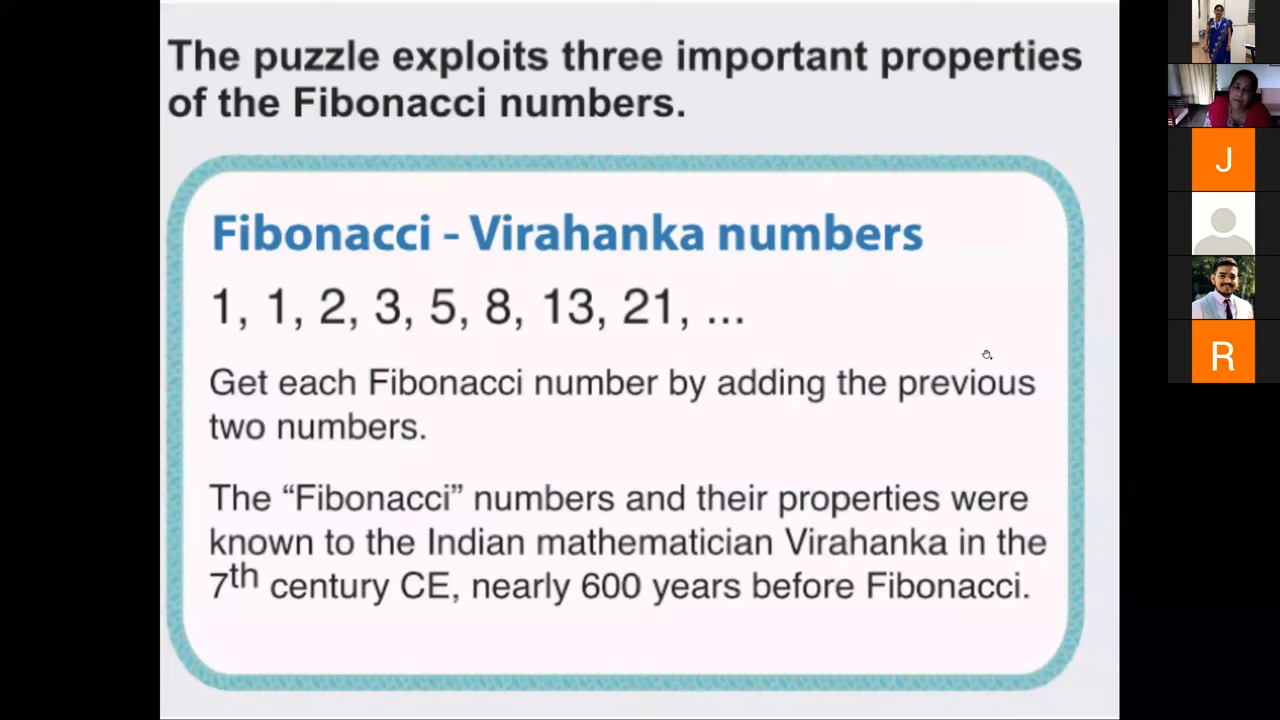 The puzzle exploits three important properties
of the Fibonacci numbers.
Fibonacci - Virahanka numbers
1, 1, 2, 3, 5, 8, 13, 21, ...
Get each Fibonacci number by adding the previous
two numbers.
The “Fibonacci” numbers and their properties were
known to the Indian mathematician Virahanka in the
7th century CE, nearly 600 years before Fibonacci.
J
R